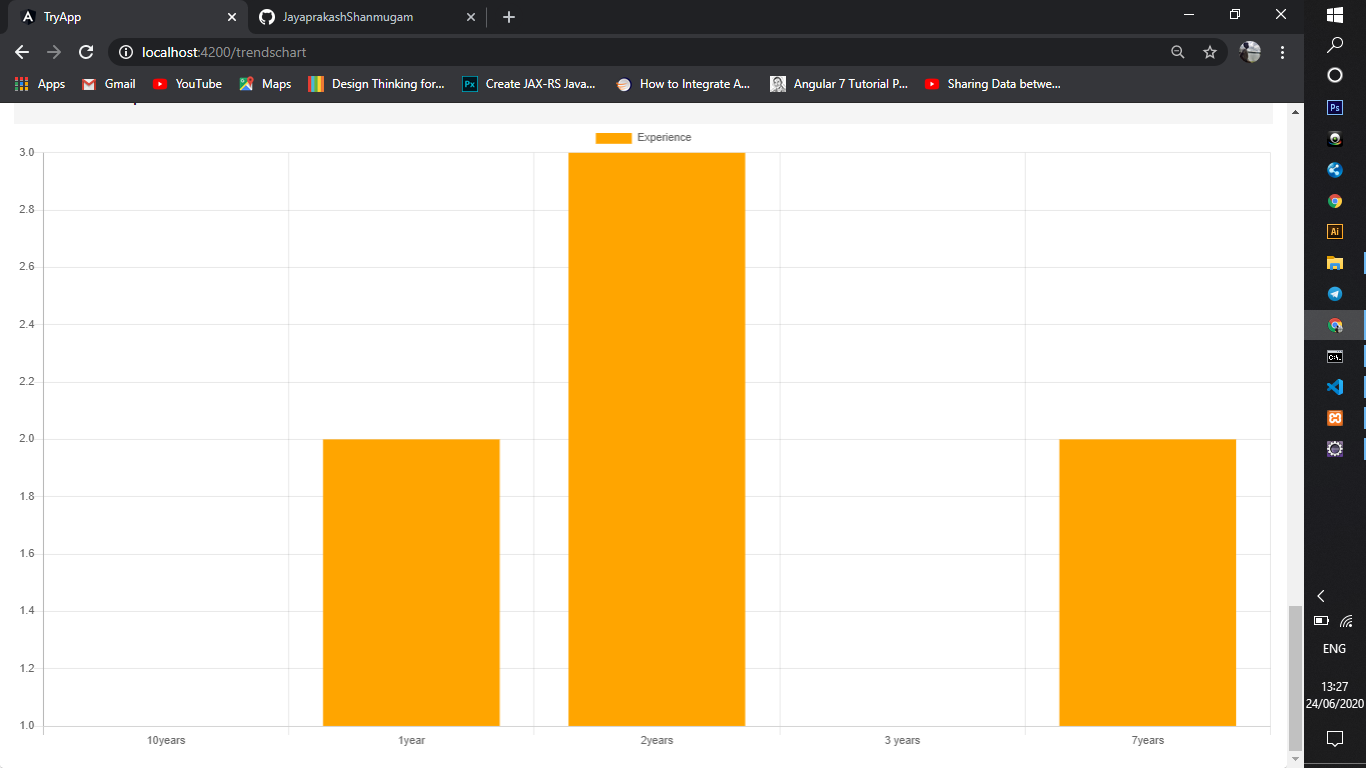 TryApp
JayaprakashShanmugam
localhost:4200/trendschart
Apps
Gmail
YouTube
Maps
Design Thinking for...
Px
Create JAX-RS Java...
How to Integrate A...
Angular 7 Tutorial P...
Sharing Data betwe...
Experience
3.0
2.8
2.6
2.4
2.2
2.0
1.8
1.6
1.4
1.2
1.0
10years
1year
2years
3 years
7years
Ps
Ai
C:\_
ENG
13:27
24/06/2020